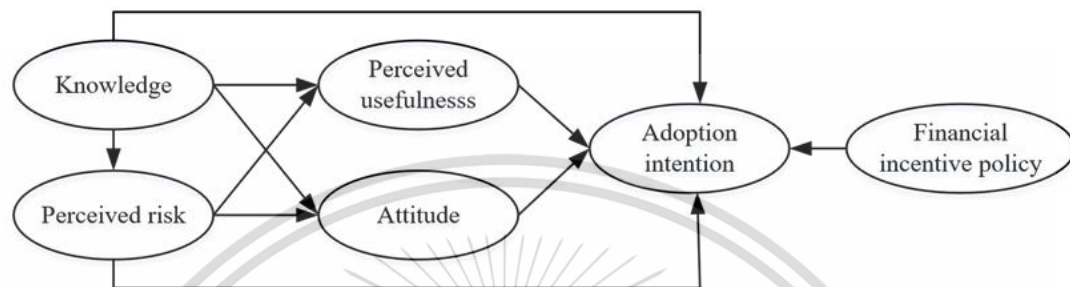 Knowledge
Perceived
usefulnesss
Adoption
intention
Financial
incentive policy
Perceived risk
Attitude